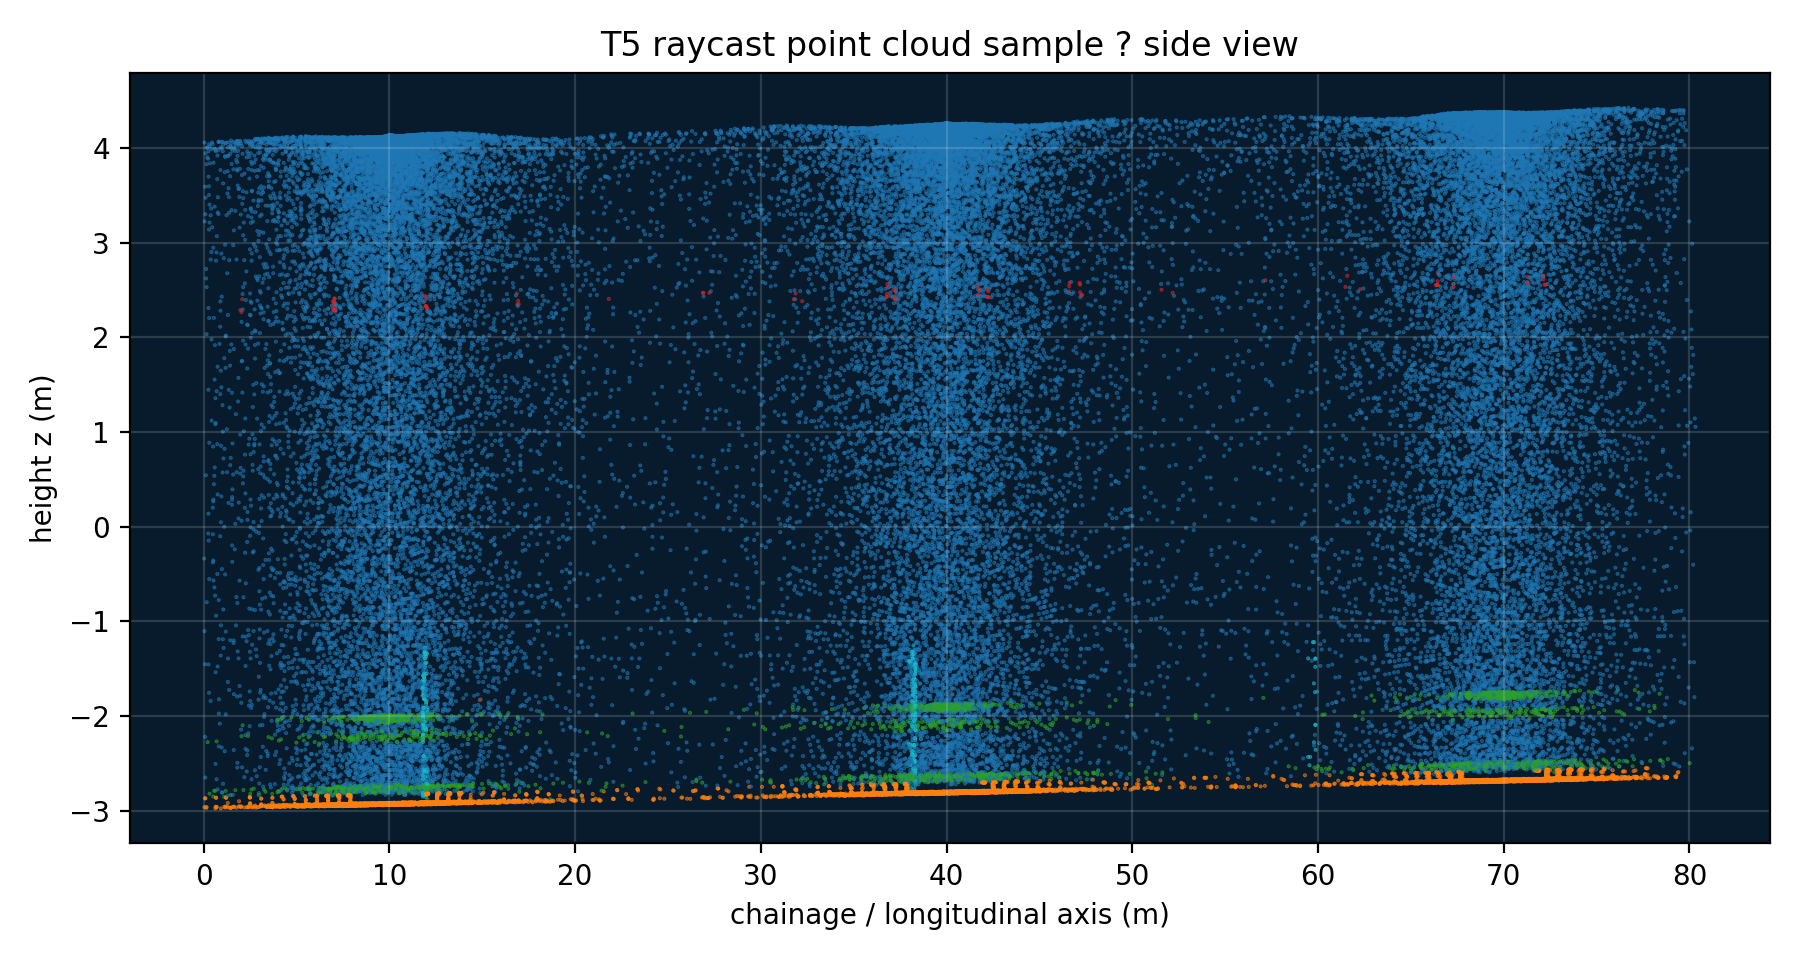 T5 raycast point cloud sample ? side view
height z (m)
4
3
2
1
0
−1
−2
−3
0 10 20 30 40 50 60 70 80
chainage / longitudinal axis (m)